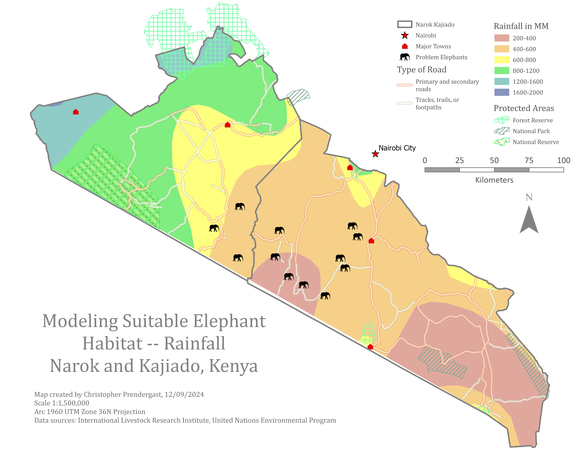 Narok Kajiado
Nairobi
Major Towns
Problem Elephants
Type of Road
Primary and secondary
roads
Tracks, trails, or
footpaths
Rainfall in MM
200-400
400-600
600-800
800-1200
1200-1600
1600-2000
Protected Areas
Forest Reserve
National Park
National Reserve
Nairobi City
0 25 50 75 100
Kilometers
N
Modeling Suitable Elephant
Habitat -- Rainfall
Narok and Kajiado, Kenya
Map created by Christopher Prendergast, 12/09/2024
Scale 1:1,500,000
Arc 1960 UTM Zone 36N Projection
Data sources: International Livestock Research Institute, United Nations Environmental Program